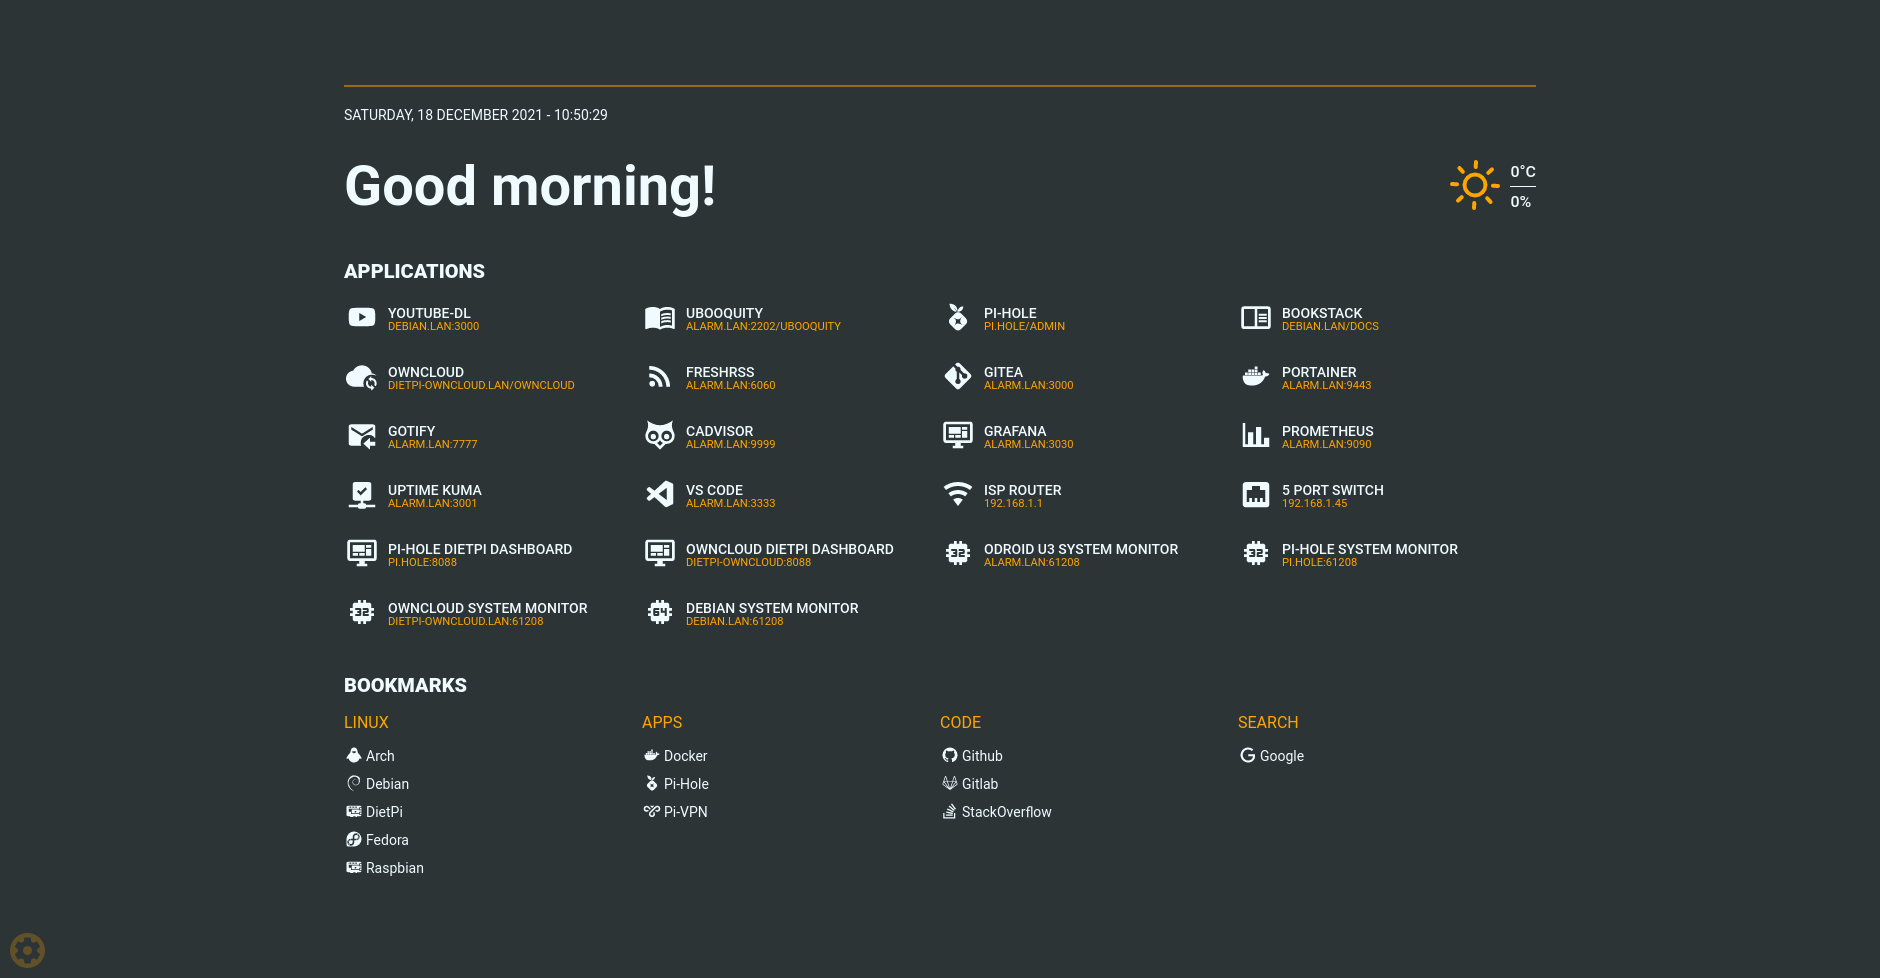 SATURDAY, 18 DECEMBER 2021 - 10:50:29
Good morning!
0°C
0%
APPLICATIONS
YOUTUBE-DL
DEBIAN.LAN:3000
UBOOQUITY
ALARM.LAN:2202/UBOOQUITY
PI-HOLE
PI.HOLE/ADMIN
BOOKSTACK
DEBIAN.LAN/DOCS
OWNCLOUD
DIETPI-OWNCLOUD.LAN/OWNCLOUD
FRESHRSS
ALARM.LAN:6060
GITEA
ALARM.LAN:3000
PORTAINER
ALARM.LAN:9443
GOTIFY
ALARM.LAN:7777
CADVISOR
ALARM.LAN:9999
GRAFANA
ALARM.LAN:3030
PROMETHEUS
ALARM.LAN:9090
UPTIME KUMA
ALARM.LAN:3001
VS CODE
ALARM.LAN:3333
ISP ROUTER
192.168.1.1
5 PORT SWITCH
192.168.1.45
PI-HOLE DIETPI DASHBOARD
PI.HOLE:8088
OWNCLOUD DIETPI DASHBOARD
DIETPI-OWNCLOUD:8088
32
ODROID U3 SYSTEM MONITOR
ALARM.LAN:61208
32
PI-HOLE SYSTEM MONITOR
PI.HOLE:61208
32
OWNCLOUD SYSTEM MONITOR
DIETPI-OWNCLOUD.LAN:61208
64
DEBIAN SYSTEM MONITOR
DEBIAN.LAN:61208
BOOKMARKS
LINUX
Arch
Debian
DietPi
Fedora
Raspbian
APPS
Docker
Pi-Hole
Pi-VPN
CODE
Github
Gitlab
StackOverflow
SEARCH
Google